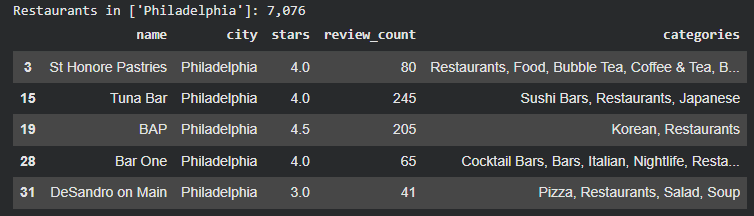 Restaurants in ['Philadelphia']: 7,076
name city stars review_count categories
3 St Honore Pastries Philadelphia 4.0 80 Restaurants, Food, Bubble Tea, Coffee & Tea, B...
15 Tuna Bar Philadelphia 4.0 245 Sushi Bars, Restaurants, Japanese
19 BAP Philadelphia 4.5 205 Korean, Restaurants
28 Bar One Philadelphia 4.0 65 Cocktail Bars, Bars, Italian, Nightlife, Resta...
31 DeSandro on Main Philadelphia 3.0 41 Pizza, Restaurants, Salad, Soup